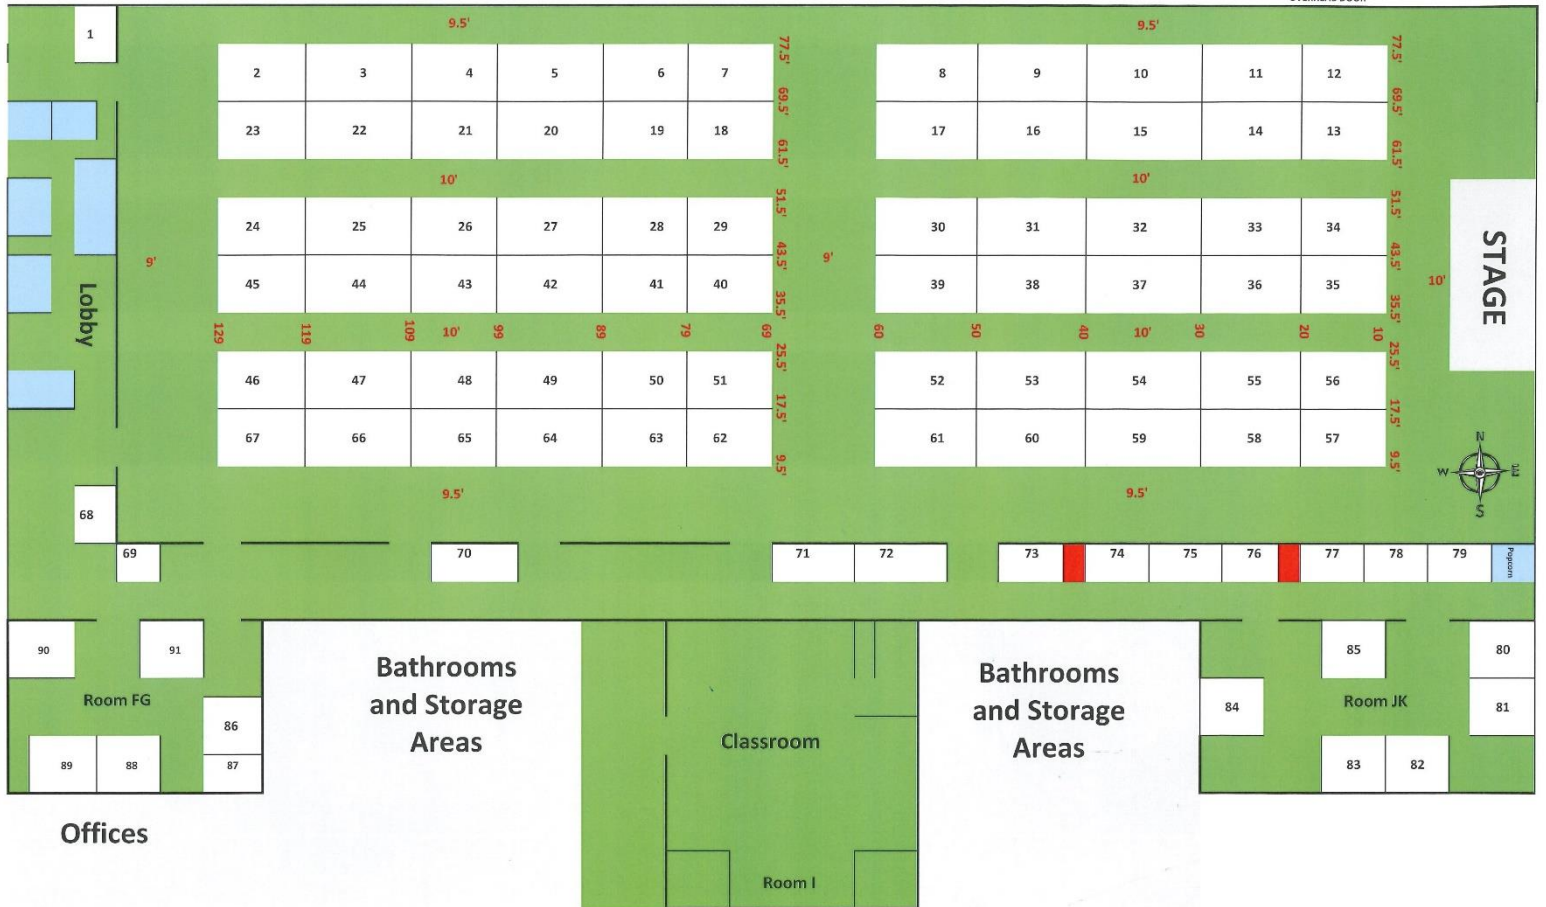 OVERHEAD DOOR
1
9.5'
9.5'
2 3 4 5 6 7
77.5'
8 9 10 11 12
77.5'
69.5'
69.5'
23 22 21 20 19 18
61.5'
17 16 15 14 13
61.5'
10'
10'
51.5'
51.5'
24 25 26 27 28 29
30 31 32 33 34
STAGE
9'
43.5'
9'
43.5'
10'
Lobby
45 44 43 42 41 40
35.5'
39 38 37 36 35
35.5'
129 119 109 10' 99 89 79 69
60 50 40 10' 30 20 10
25.5'
25.5'
46 47 48 49 50 51
52 53 54 55 56
17.5'
17.5'
67 66 65 64 63 62
9.5'
61 60 59 58 57
9.5'
N
W E
S
9.5'
9.5'
68
69 70 71 72 73 74 75 76 77 78 79 Popcorn
90 91
85 80
Bathrooms
and Storage
Areas
Bathrooms
and Storage
Areas
Room FG
Room JK
86
84
81
Classroom
89 88 87
83 82
Offices
Room I